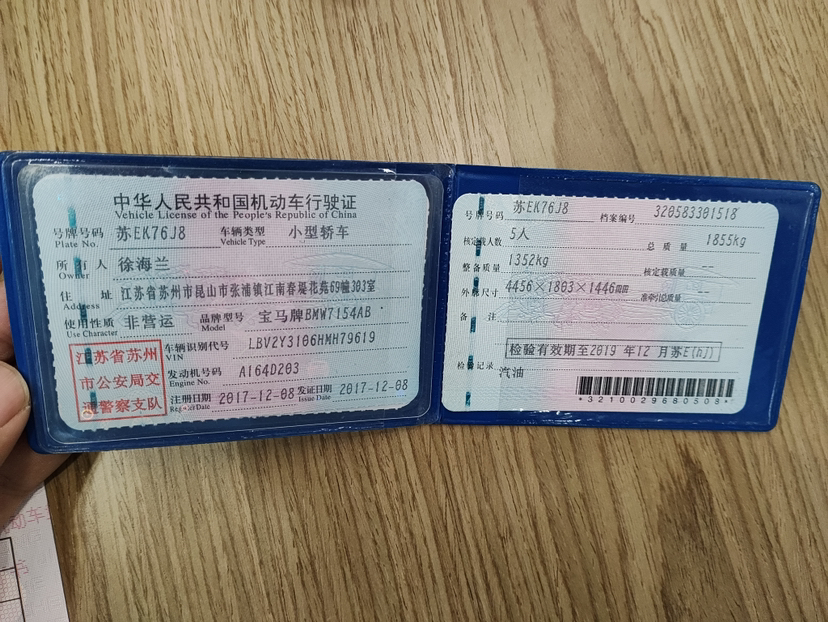 中华人民共和国机动车行驶证
Vehicle License of the People's Republic of China
号牌号码 苏EK76J8 车辆类型 小型轿车
Plate No. Vehicle Type
所有人 徐海兰
Owner
住址 江苏省苏州市昆山市张浦镇江南春堤花苑69幢303室
Address
使用性质 非营运 品牌型号 宝马牌BMW7154AB
Use Character Model
江苏省苏州
市公安局交
通警察支队
车辆识别代号 LBV2Y3106HMH79619
VIN
发动机号码 A164D203
Engine No.
注册日期 2017-12-08 发证日期 2017-12-08
Register Date Issue Date
号牌号码 苏EK76J8 档案编号 320583301518
核定载人数 5人 总质量 1855kg
整备质量 1352kg 核定载质量 --
外廓尺寸 4456×1803×1446mm 准牵引总质量 --
备注
检验有效期至2019 年12 月苏E(nj)
检验记录 汽油
*3210029680508*
动车